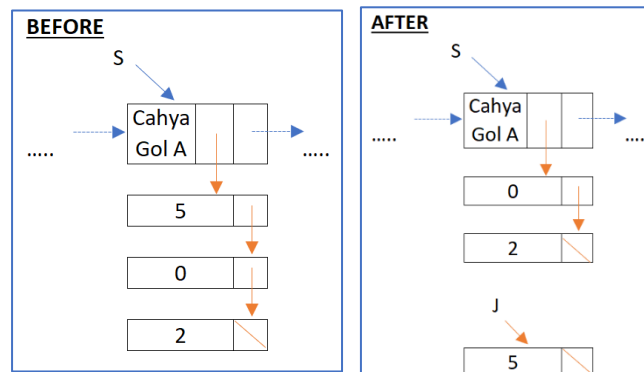 BEFORE
S
Cahya
Gol A
.....
.....
5
0
2
AFTER
S
Cahya
Gol A
.....
.....
0
2
J
5